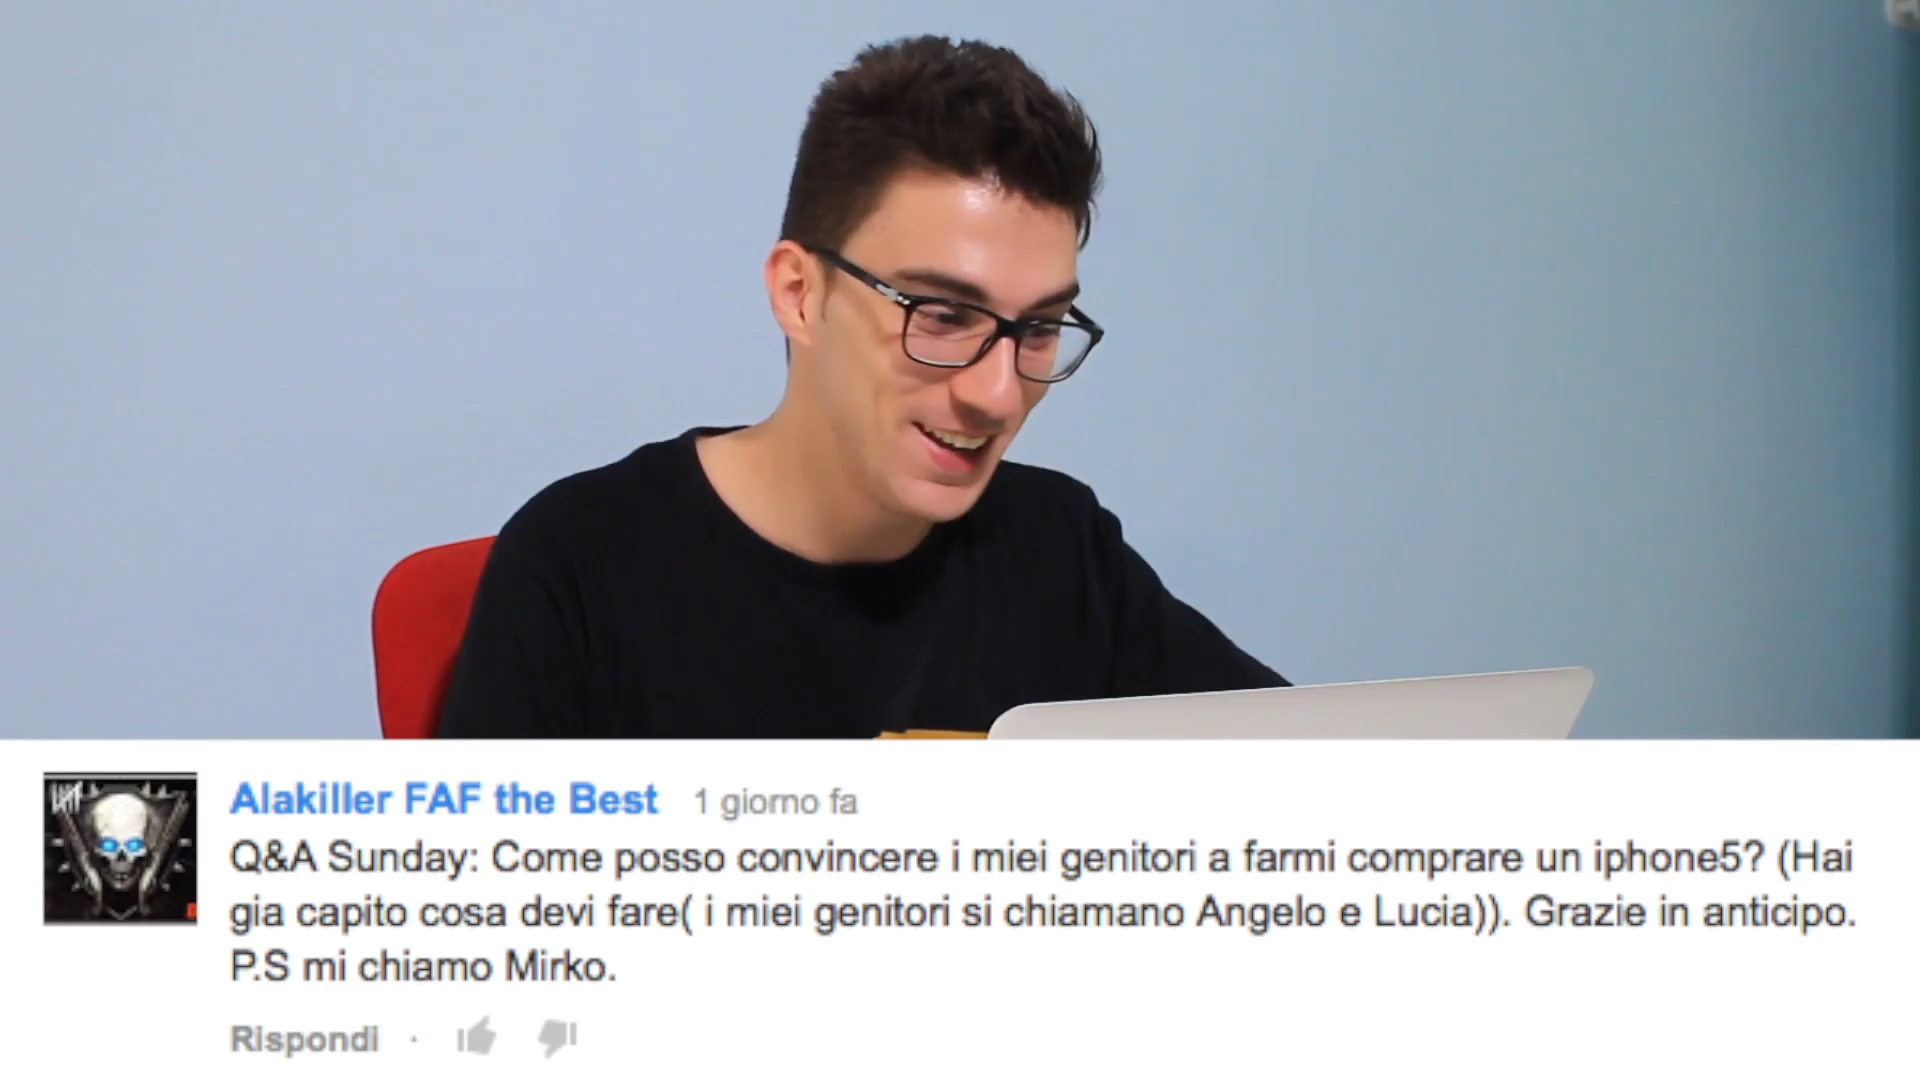 Alakiller FAF the Best 1 giorno fa
Q&A Sunday: Come posso convincere i miei genitori a farmi comprare un iphone5? (Hai
gia capito cosa devi fare( i miei genitori si chiamano Angelo e Lucia)). Grazie in anticipo.
P.S mi chiamo Mirko.
Rispondi ·